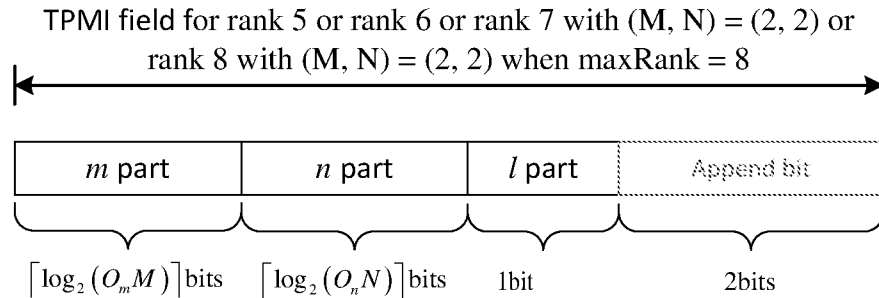 TPMI field for rank 5 or rank 6 or rank 7 with (M, N) = (2, 2) or
rank 8 with (M, N) = (2, 2) when maxRank = 8
m part n part l part Append bit
⌈log₂(OₘM)⌉bits ⌈log₂(OₙN)⌉bits 1bit 2bits